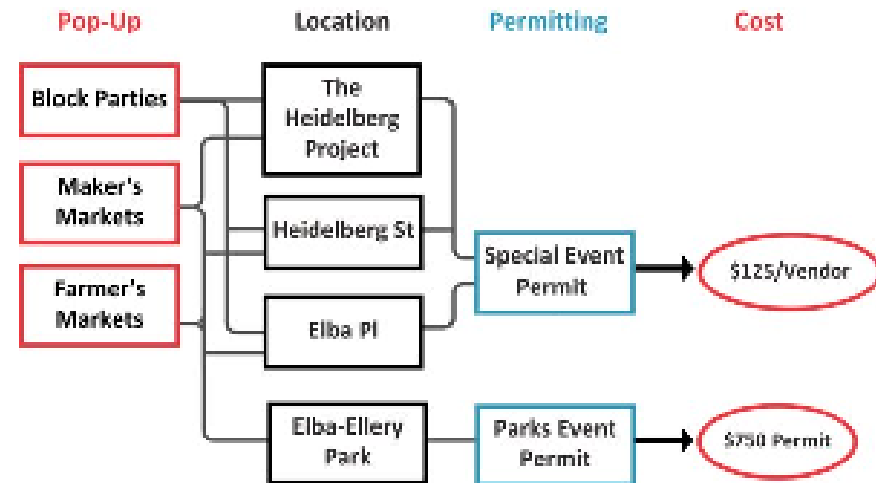 Pop-Up Location Permitting Cost
Block Parties
Maker's
Markets
Farmer's
Markets
The
Heidelberg
Project
Heidelberg St
Elba Pl
Elba-Ellery
Park
Special Event
Permit
Parks Event
Permit
$125/Vendor
$750 Permit